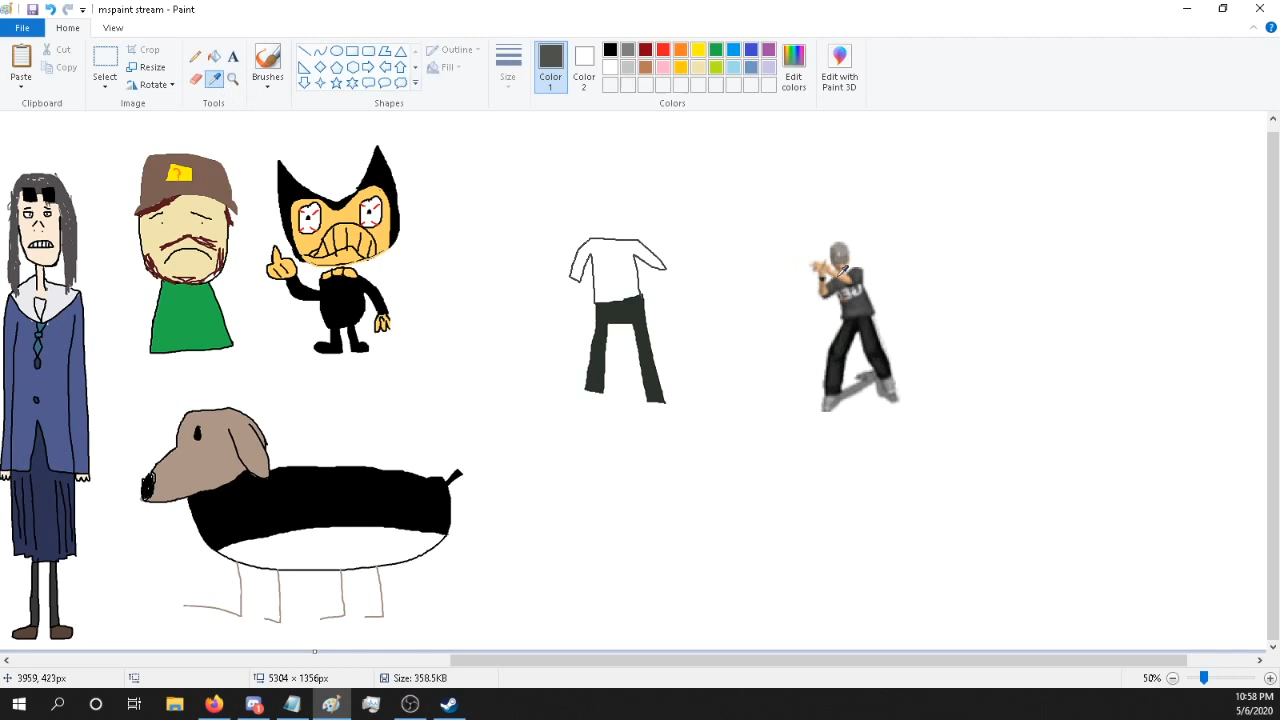 mspaint stream - Paint
File Home View
Paste
Cut
Copy
Clipboard
Select
Crop
Resize
Rotate
Image
A
Tools
Brushes
Outline
Fill
Shapes
Size
Color 1
Color 2
Edit colors
Colors
Edit with Paint 3D
?
3959, 423px
5304 × 1356px
Size: 358.5KB
50%
10:58 PM
5/6/2020